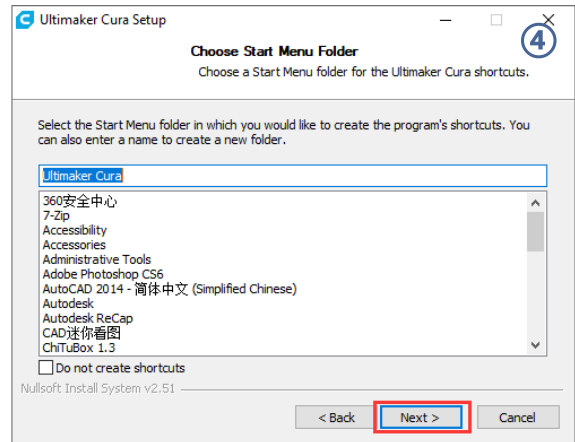 Ultimaker Cura Setup
④
Choose Start Menu Folder
Choose a Start Menu folder for the Ultimaker Cura shortcuts.
Select the Start Menu folder in which you would like to create the program's shortcuts. You
can also enter a name to create a new folder.
Ultimaker Cura
360安全中心
7-Zip
Accessibility
Accessories
Administrative Tools
Adobe Photoshop CS6
AutoCAD 2014 - 简体中文 (Simplified Chinese)
Autodesk
Autodesk ReCap
CAD迷你看图
ChiTuBox 1.3
Do not create shortcuts
Nullsoft Install System v2.51
< Back
Next >
Cancel